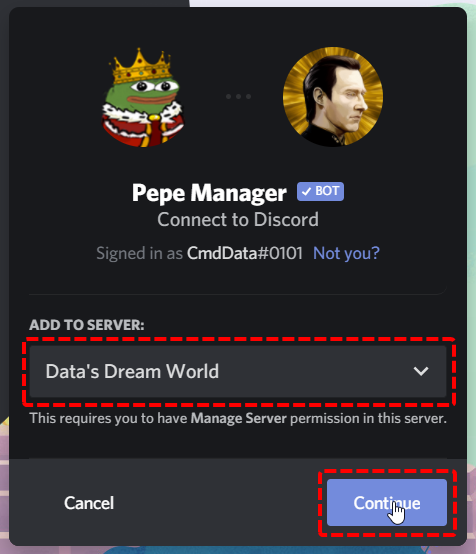 Pepe Manager BOT
Connect to Discord
Signed in as CmdData#0101 Not you?
ADD TO SERVER:
Data's Dream World
This requires you to have Manage Server permission in this server.
Cancel Continue